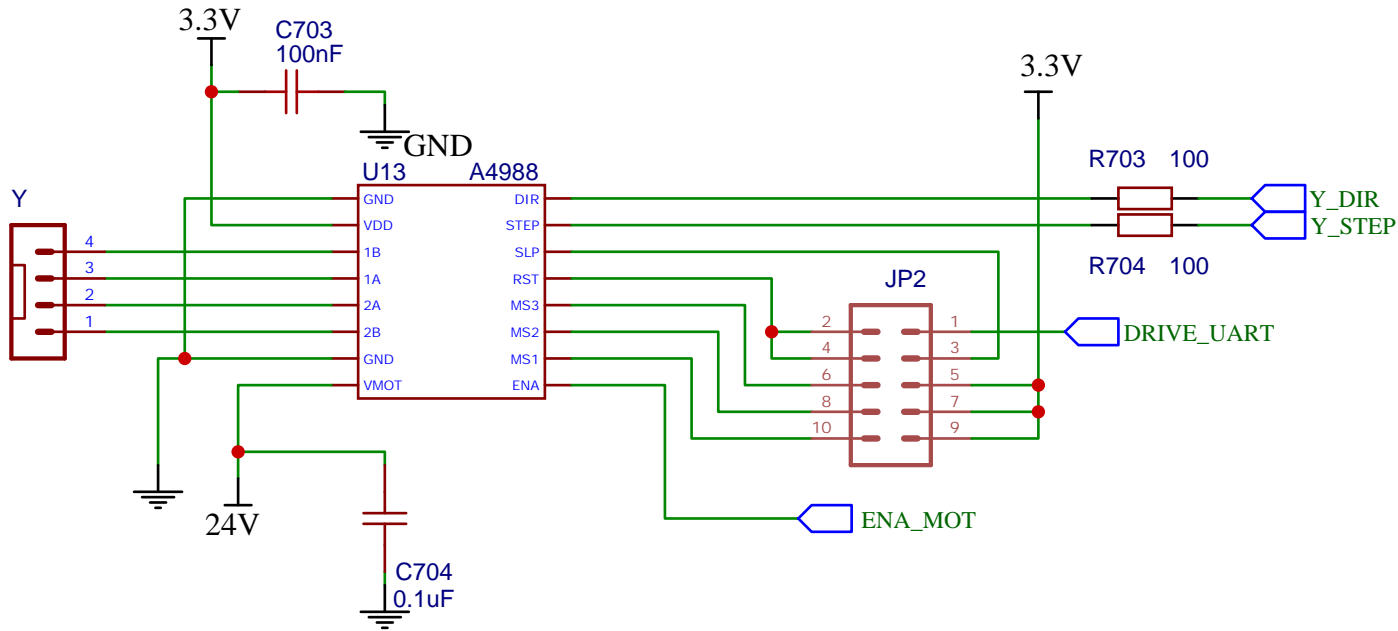 3.3V
C703
100nF
GND
3.3V
U13
A4988
R703 100
Y
GND
VDD
1B
1A
2A
2B
GND
VMOT
DIR
STEP
SLP
RST
MS3
MS2
MS1
ENA
4
3
2
1
Y_DIR
Y_STEP
R704 100
JP2
2
4
6
8
10
1
3
5
7
9
DRIVE_UART
ENA_MOT
24V
C704
0.1uF